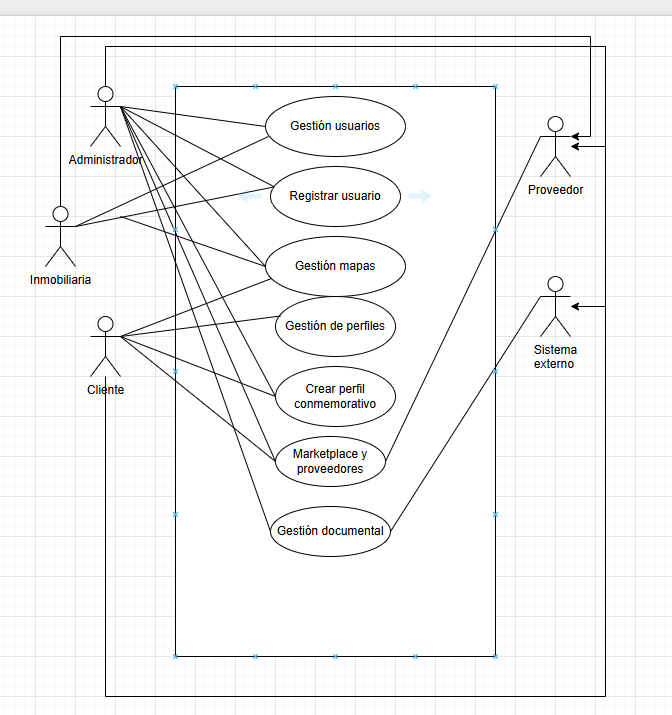 Gestión usuarios
Administrador
Registrar usuario
Proveedor
Inmobiliaria
Gestión mapas
Gestión de perfiles
Sistema
externo
Cliente
Crear perfil
conmemorativo
Marketplace y
proveedores
Gestión documental